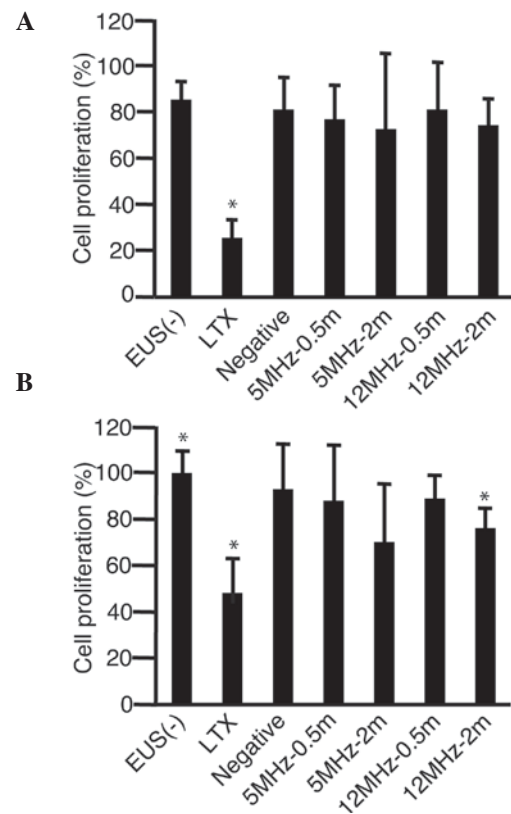 A
Cell proliferation (%)
120
100
80
60
40
20
0
*
EUS(-)
LTX
Negative
5MHz-0.5m
5MHz-2m
12MHz-0.5m
12MHz-2m
B
Cell proliferation (%)
120
100
80
60
40
20
0
*
*
*
EUS(-)
LTX
Negative
5MHz-0.5m
5MHz-2m
12MHz-0.5m
12MHz-2m